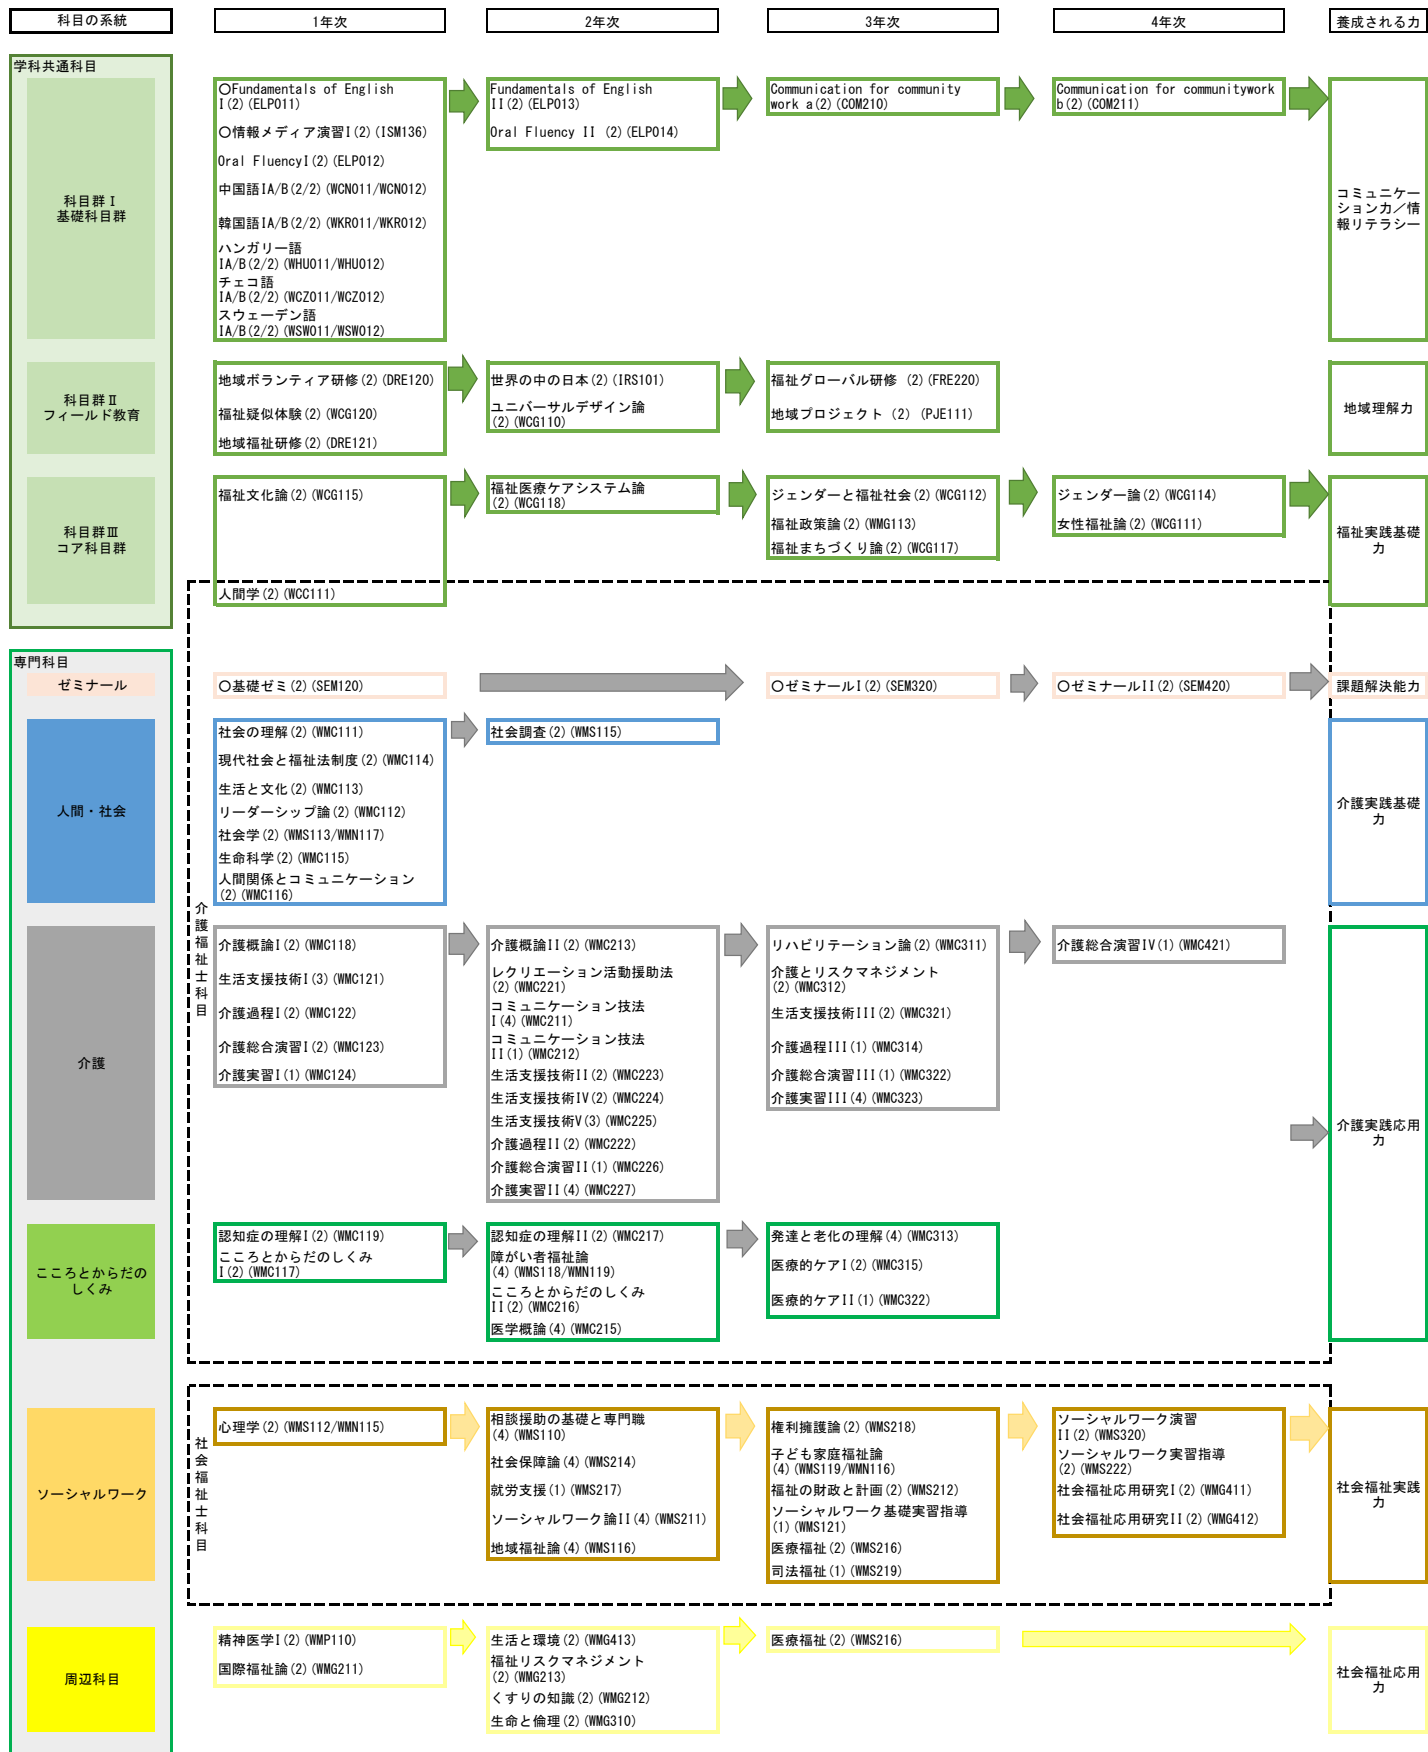 科目の系統
1年次
2年次
3年次
4年次
養成される力
学科共通科目
科目群Ⅰ
基礎科目群
〇Fundamentals of English
I(2)(ELP011)
〇情報メディア演習I(2)(ISM136)
Oral FluencyI(2)(ELP012)
中国語IA/B(2/2)(WCN011/WCN012)
韓国語IA/B(2/2)(WKR011/WKR012)
ハンガリー語
IA/B(2/2)(WHU011/WHU012)
チェコ語
IA/B(2/2)(WCZ011/WCZ012)
スウェーデン語
IA/B(2/2)(WSW011/WSW012)
Fundamentals of English
II(2)(ELP013)
Oral Fluency II (2)(ELP014)
Communication for community
work a(2)(COM210)
Communication for communitywork
b(2)(COM211)
コミュニケー
ション力／情
報リテラシー
科目群Ⅱ
フィールド教育
地域ボランティア研修(2)(DRE120)
福祉疑似体験(2)(WCG120)
地域福祉研修(2)(DRE121)
世界の中の日本(2)(IRS101)
ユニバーサルデザイン論
(2)(WCG110)
福祉グローバル研修 (2)(FRE220)
地域プロジェクト（2）(PJE111)
地域理解力
科目群Ⅲ
コア科目群
福祉文化論(2)(WCG115)
人間学(2)(WCC111)
福祉医療ケアシステム論
(2)(WCG118)
ジェンダーと福祉社会(2)(WCG112)
福祉政策論(2)(WMG113)
福祉まちづくり論(2)(WCG117)
ジェンダー論(2)(WCG114)
女性福祉論(2)(WCG111)
福祉実践基礎
力
専門科目
ゼミナール
〇基礎ゼミ(2)(SEM120)
〇ゼミナールI(2)(SEM320)
〇ゼミナールII(2)(SEM420)
課題解決能力
介護福祉士科目
人間・社会
社会の理解(2)(WMC111)
現代社会と福祉法制度(2)(WMC114)
生活と文化(2)(WMC113)
リーダーシップ論(2)(WMC112)
社会学(2)(WMS113/WMN117)
生命科学(2)(WMC115)
人間関係とコミュニケーション
(2)(WMC116)
社会調査(2)(WMS115)
介護実践基礎
力
介護
介護概論I(2)(WMC118)
生活支援技術I(3)(WMC121)
介護過程I(2)(WMC122)
介護総合演習I(2)(WMC123)
介護実習I(1)(WMC124)
介護概論II(2)(WMC213)
レクリエーション活動援助法
(2)(WMC221)
コミュニケーション技法
I(4)(WMC211)
コミュニケーション技法
II(1)(WMC212)
生活支援技術II(2)(WMC223)
生活支援技術IV(2)(WMC224)
生活支援技術V(3)(WMC225)
介護過程II(2)(WMC222)
介護総合演習II(1)(WMC226)
介護実習II(4)(WMC227)
リハビリテーション論(2)(WMC311)
介護とリスクマネジメント
(2)(WMC312)
生活支援技術III(2)(WMC321)
介護過程III(1)(WMC314)
介護総合演習III(1)(WMC322)
介護実習III(4)(WMC323)
介護総合演習IV(1)(WMC421)
介護実践応用
力
こころとからだの
しくみ
認知症の理解I(2)(WMC119)
こころとからだのしくみ
I(2)(WMC117)
認知症の理解II(2)(WMC217)
障がい者福祉論
(4)(WMS118/WMN119)
こころとからだのしくみ
II(2)(WMC216)
医学概論(4)(WMC215)
発達と老化の理解(4)(WMC313)
医療的ケアI(2)(WMC315)
医療的ケアII(1)(WMC322)
社会福祉士科目
ソーシャルワーク
心理学(2)(WMS112/WMN115)
相談援助の基礎と専門職
(4)(WMS110)
社会保障論(4)(WMS214)
就労支援(1)(WMS217)
ソーシャルワーク論II(4)(WMS211)
地域福祉論(4)(WMS116)
権利擁護論(2)(WMS218)
子ども家庭福祉論
(4)(WMS119/WMN116)
福祉の財政と計画(2)(WMS212)
ソーシャルワーク基礎実習指導
(1)(WMS121)
医療福祉(2)(WMS216)
司法福祉(1)(WMS219)
ソーシャルワーク演習
II(2)(WMS320)
ソーシャルワーク実習指導
(2)(WMS222)
社会福祉応用研究I(2)(WMG411)
社会福祉応用研究II(2)(WMG412)
社会福祉実践
力
周辺科目
精神医学I(2)(WMP110)
国際福祉論(2)(WMG211)
生活と環境(2)(WMG413)
福祉リスクマネジメント
(2)(WMG213)
くすりの知識(2)(WMG212)
生命と倫理(2)(WMG310)
医療福祉(2)(WMS216)
社会福祉応用
力